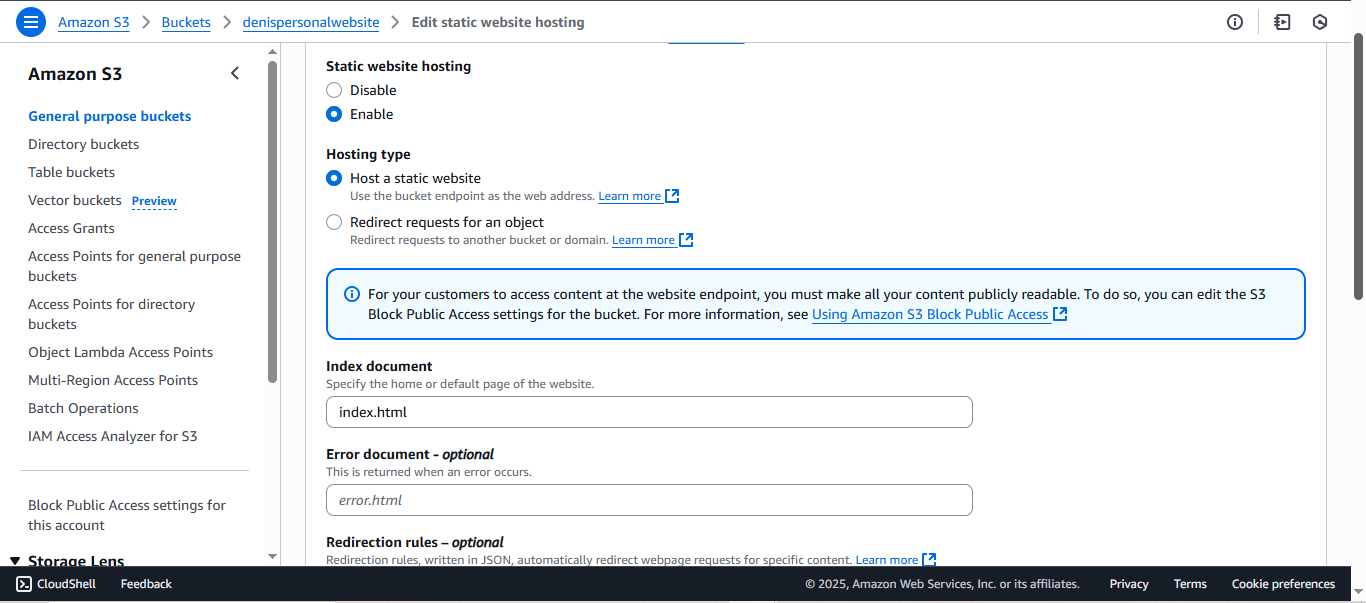 Amazon S3 > Buckets > denispersonalwebsite > Edit static website hosting
Amazon S3
General purpose buckets
Directory buckets
Table buckets
Vector buckets Preview
Access Grants
Access Points for general purpose
buckets
Access Points for directory
buckets
Object Lambda Access Points
Multi-Region Access Points
Batch Operations
IAM Access Analyzer for S3
Block Public Access settings for
this account
Storage Lens
Static website hosting
Disable
Enable
Hosting type
Host a static website
Use the bucket endpoint as the web address. Learn more
Redirect requests for an object
Redirect requests to another bucket or domain. Learn more
For your customers to access content at the website endpoint, you must make all your content publicly readable. To do so, you can edit the S3
Block Public Access settings for the bucket. For more information, see Using Amazon S3 Block Public Access
Index document
Specify the home or default page of the website.
index.html
Error document - optional
This is returned when an error occurs.
error.html
Redirection rules – optional
Redirection rules, written in JSON, automatically redirect webpage requests for specific content. Learn more
CloudShell Feedback © 2025, Amazon Web Services, Inc. or its affiliates. Privacy Terms Cookie preferences